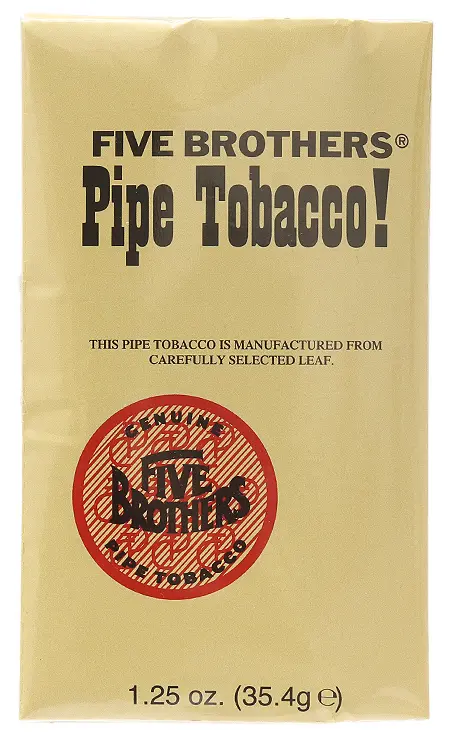 FIVE BROTHERS®
Pipe Tobacco!
THIS PIPE TOBACCO IS MANUFACTURED FROM
CAREFULLY SELECTED LEAF.
GENUINE
FIVE
BROTHERS
PIPE TOBACCO
1.25 oz. (35.4g ℮)